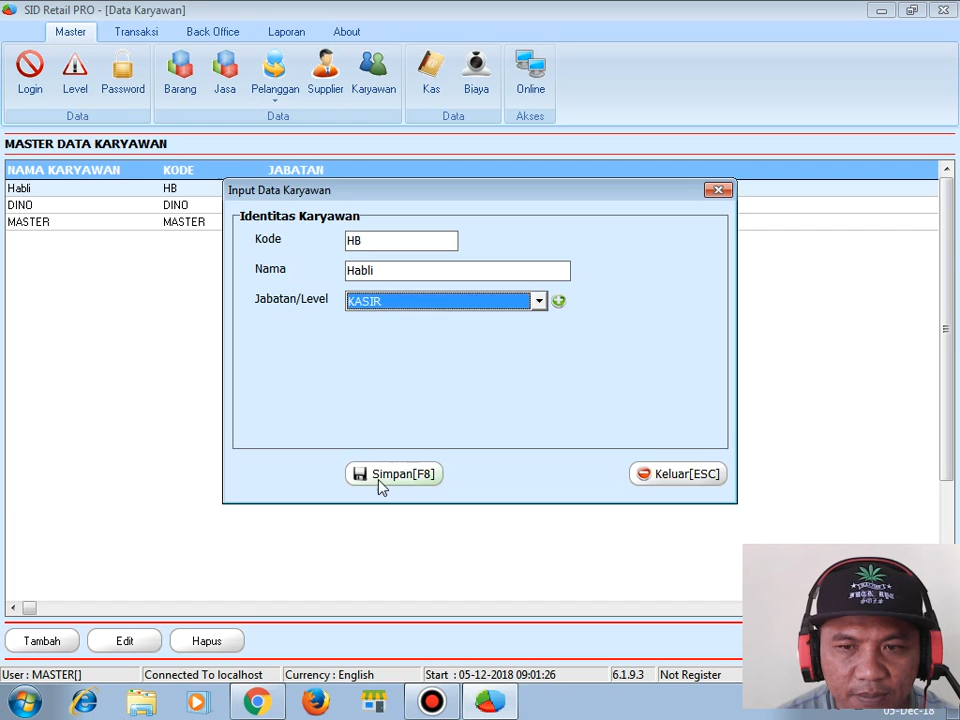 SID Retail PRO - [Data Karyawan]
Master Transaksi Back Office Laporan About
Login Level Password Barang Jasa Pelanggan Supplier Karyawan Kas Biaya Online
Data Data Data Akses
MASTER DATA KARYAWAN
NAMA KARYAWAN KODE JABATAN
Habli HB
DINO DINO
MASTER MASTER
Input Data Karyawan
Identitas Karyawan
Kode HB
Nama Habli
Jabatan/Level KASIR
Simpan[F8] Keluar[ESC]
Tambah Edit Hapus
User : MASTER[] Connected To localhost Currency : English Start : 05-12-2018 09:01:26 6.1.9.3 Not Register
05-Dec-18